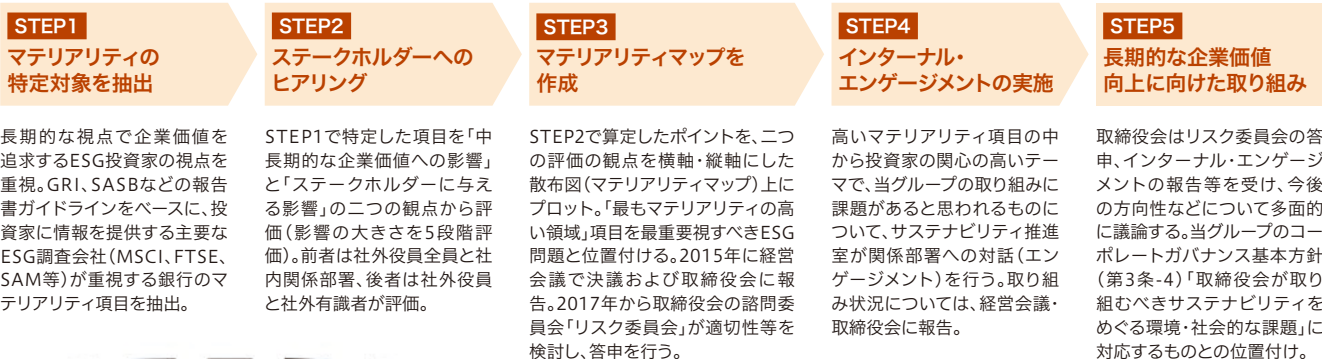 STEP1
マテリアリティの
特定対象を抽出
長期的な視点で企業価値を
追求するESG投資家の視点を
重視。GRI、SASBなどの報告
書ガイドラインをベースに、投
資家に情報を提供する主要な
ESG調査会社(MSCI、FTSE、
SAM等)が重視する銀行のマ
テリアリティ項目を抽出。
STEP2
ステークホルダーへの
ヒアリング
STEP1で特定した項目を「中
長期的な企業価値への影響」
と「ステークホルダーに与え
る影響」の二つの観点から評
価(影響の大きさを5段階評
価)。前者は社外役員全員と社
内関係部署、後者は社外役員
と社外有識者が評価。
STEP3
マテリアリティマップを
作成
STEP2で算定したポイントを、二つ
の評価の観点を横軸・縦軸にした
散布図(マテリアリティマップ)上に
プロット。「最もマテリアリティの高
い領域」項目を最重要視すべきESG
問題と位置付ける。2015年に経営
会議で決議および取締役会に報
告。2017年から取締役会の諮問委
員会「リスク委員会」が適切性等を
検討し、答申を行う。
STEP4
インターナル・
エンゲージメントの実施
高いマテリアリティ項目の中
から投資家の関心の高いテー
マで、当グループの取り組みに
課題があると思われるものに
ついて、サステナビリティ推進
室が関係部署への対話(エン
ゲージメント)を行う。取り組
み状況については、経営会議・
取締役会に報告。
STEP5
長期的な企業価値
向上に向けた取り組み
取締役会はリスク委員会の答
申、インターナル・エンゲージ
メントの報告等を受け、今後
の方向性などについて多面的
に議論する。当グループのコー
ポレートガバナンス基本方針
(第3条-4)「取締役会が取り
組むべきサステナビリティを
めぐる環境・社会的な課題」に
対応するものとの位置付け。